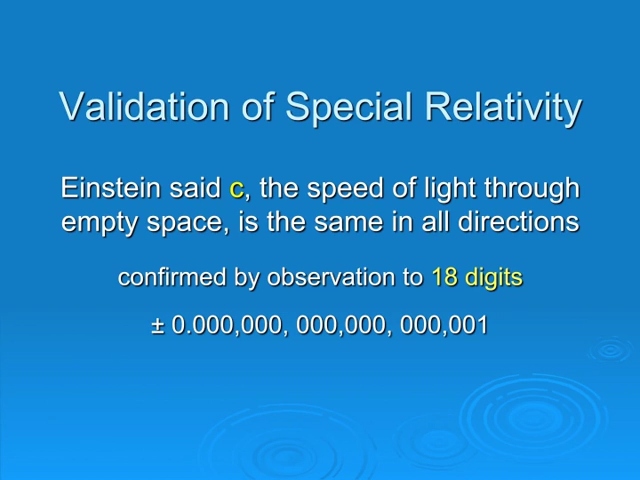 Validation of Special Relativity
Einstein said c, the speed of light through
empty space, is the same in all directions
confirmed by observation to 18 digits
± 0.000,000, 000,000, 000,001